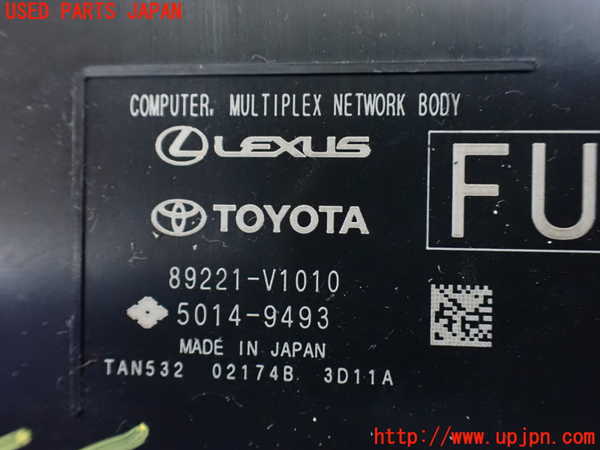 USED PARTS JAPAN
COMPUTER, MULTIPLEX NETWORK BODY
LEXUS
TOYOTA
FU
89221-V1010
5014-9493
MADE IN JAPAN
TAN532 02174B 3D11A
http://www.upjpn.com